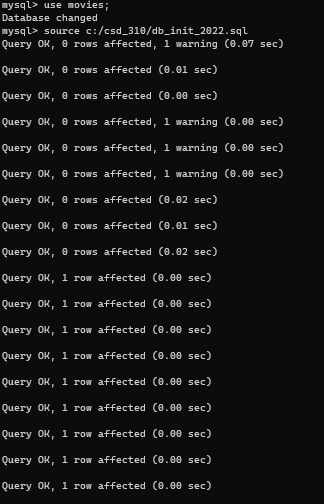 mysql> use movies;
Database changed
mysql> source c:/csd_310/db_init_2022.sql
Query OK, 0 rows affected, 1 warning (0.07 sec)
Query OK, 0 rows affected (0.01 sec)
Query OK, 0 rows affected (0.00 sec)
Query OK, 0 rows affected, 1 warning (0.00 sec)
Query OK, 0 rows affected, 1 warning (0.00 sec)
Query OK, 0 rows affected, 1 warning (0.00 sec)
Query OK, 0 rows affected (0.02 sec)
Query OK, 0 rows affected (0.01 sec)
Query OK, 0 rows affected (0.02 sec)
Query OK, 1 row affected (0.00 sec)
Query OK, 1 row affected (0.00 sec)
Query OK, 1 row affected (0.00 sec)
Query OK, 1 row affected (0.00 sec)
Query OK, 1 row affected (0.00 sec)
Query OK, 1 row affected (0.00 sec)
Query OK, 1 row affected (0.00 sec)
Query OK, 1 row affected (0.00 sec)
Query OK, 1 row affected (0.00 sec)